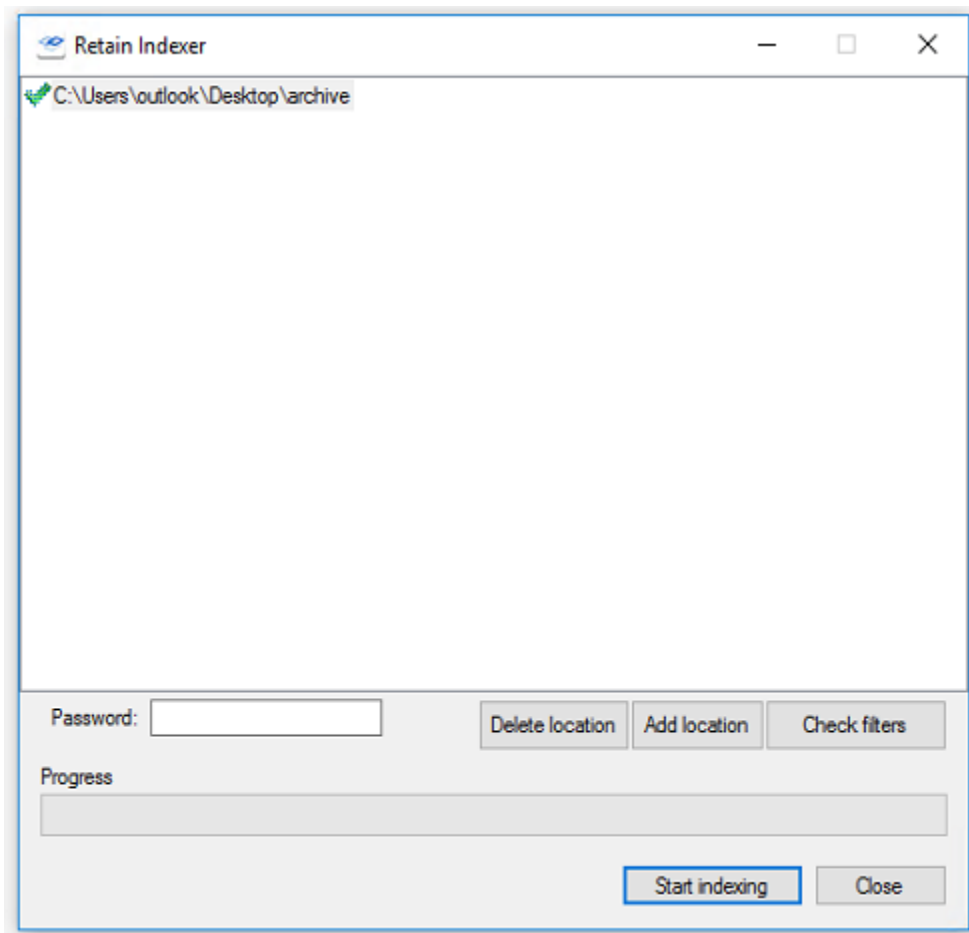 Retain Indexer
C:\Users\outlook\Desktop\archive
Password:
Delete location
Add location
Check filters
Progress
Start indexing
Close